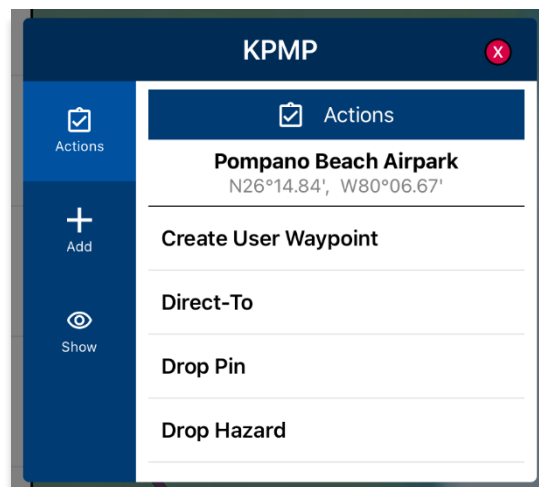 KPMP
X
Actions
Actions
Pompano Beach Airpark
N26°14.84', W80°06.67'
Add
Create User Waypoint
Direct-To
Show
Drop Pin
Drop Hazard